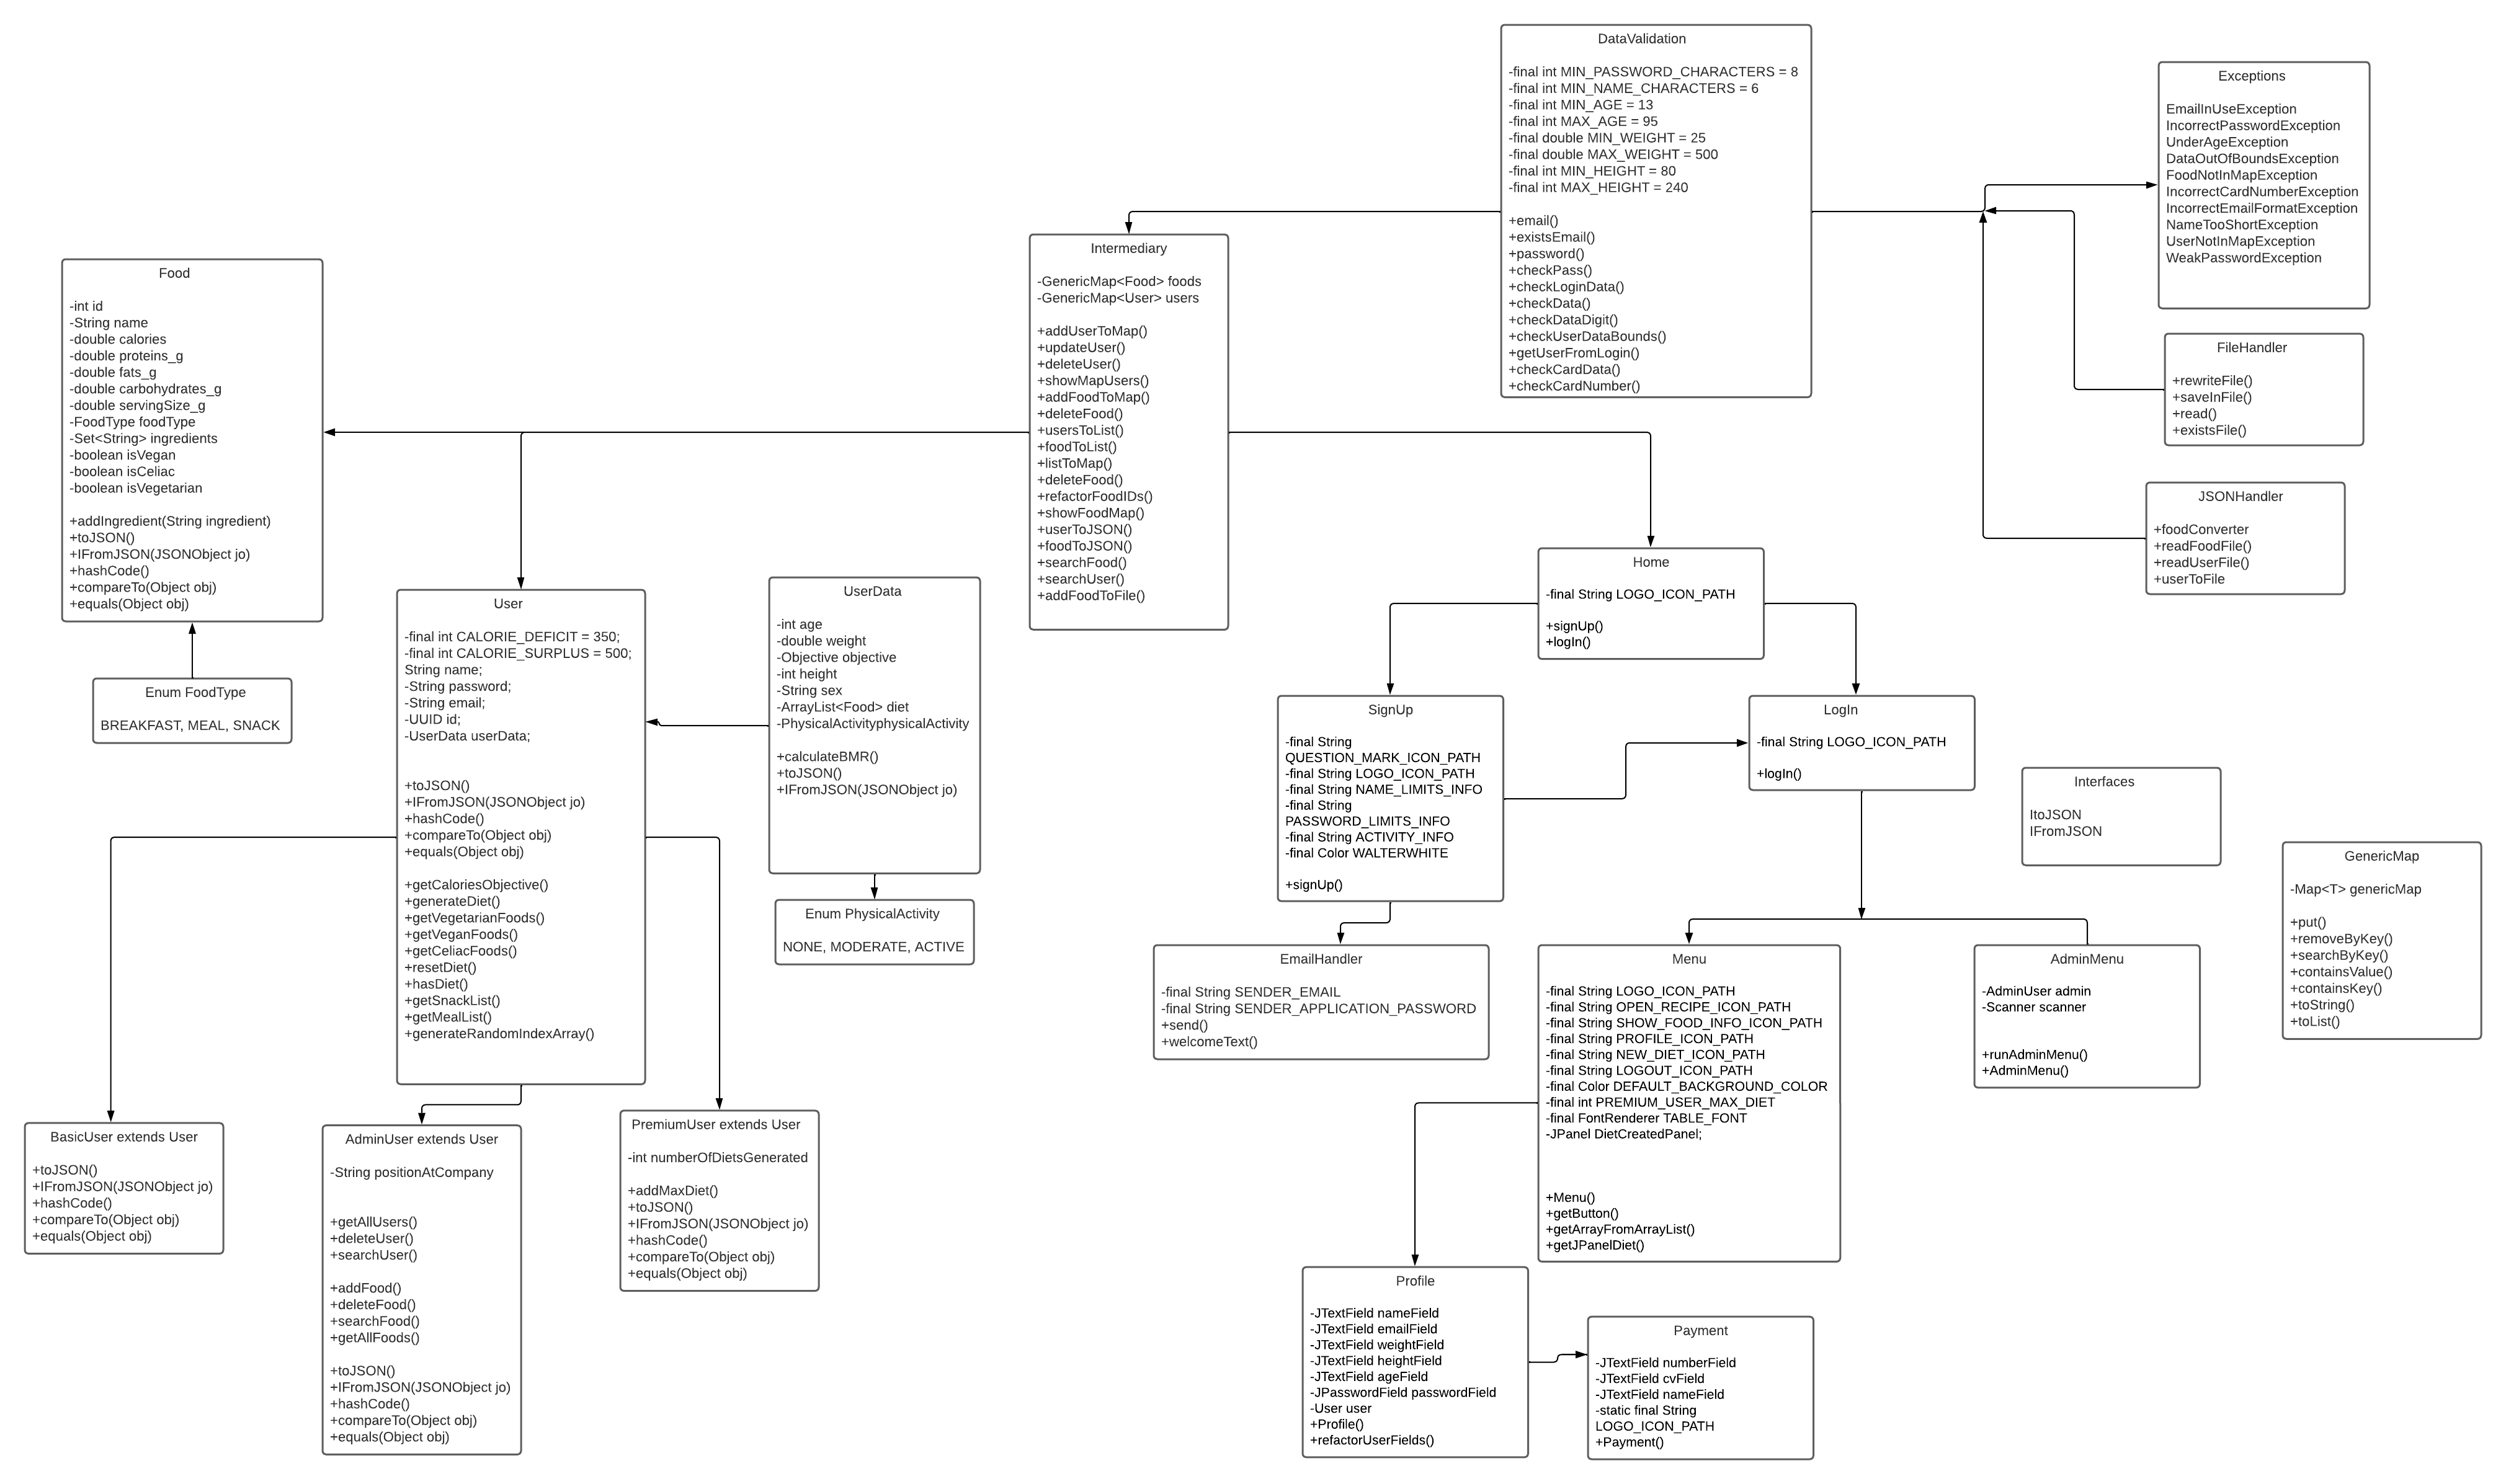 DataValidation
-final int MIN_PASSWORD_CHARACTERS = 8
-final int MIN_NAME_CHARACTERS = 6
-final int MIN_AGE = 13
-final int MAX_AGE = 95
-final double MIN_WEIGHT = 25
-final double MAX_WEIGHT = 500
-final int MIN_HEIGHT = 80
-final int MAX_HEIGHT = 240
+email()
+existsEmail()
+password()
+checkPass()
+checkLoginData()
+checkData()
+checkDataDigit()
+checkUserDataBounds()
+getUserFromLogin()
+checkCardData()
+checkCardNumber()
Exceptions
EmailInUseException
IncorrectPasswordException
UnderAgeException
DataOutOfBoundsException
FoodNotInMapException
IncorrectCardNumberException
IncorrectEmailFormatException
NameTooShortException
UserNotInMapException
WeakPasswordException
Intermediary
-GenericMap<Food> foods
-GenericMap<User> users
+addUserToMap()
+updateUser()
+deleteUser()
+showMapUsers()
+addFoodToMap()
+deleteFood()
+usersToList()
+foodToList()
+listToMap()
+deleteFood()
+refactorFoodIDs()
+showFoodMap()
+userToJSON()
+foodToJSON()
+searchFood()
+searchUser()
+addFoodToFile()
Food
-int id
-String name
-double calories
-double proteins_g
-double fats_g
-double carbohydrates_g
-double servingSize_g
-FoodType foodType
-Set<String> ingredients
-boolean isVegan
-boolean isCeliac
-boolean isVegetarian
+addIngredient(String ingredient)
+toJSON()
+IFromJSON(JSONObject jo)
+hashCode()
+compareTo(Object obj)
+equals(Object obj)
FileHandler
+rewriteFile()
+saveInFile()
+read()
+existsFile()
JSONHandler
+foodConverter
+readFoodFile()
+readUserFile()
+userToFile
Enum FoodType
BREAKFAST, MEAL, SNACK
User
-final int CALORIE_DEFICIT = 350;
-final int CALORIE_SURPLUS = 500;
String name;
-String password;
-String email;
-UUID id;
-UserData userData;
+toJSON()
+IFromJSON(JSONObject jo)
+hashCode()
+compareTo(Object obj)
+equals(Object obj)
+getCaloriesObjective()
+generateDiet()
+getVegetarianFoods()
+getVeganFoods()
+getCeliacFoods()
+resetDiet()
+hasDiet()
+getSnackList()
+getMealList()
+generateRandomIndexArray()
UserData
-int age
-double weight
-Objective objective
-int height
-String sex
-ArrayList<Food> diet
-PhysicalActivityphysicalActivity
+calculateBMR()
+toJSON()
+IFromJSON(JSONObject jo)
Enum PhysicalActivity
NONE, MODERATE, ACTIVE
Home
-final String LOGO_ICON_PATH
+signUp()
+logIn()
SignUp
-final String
QUESTION_MARK_ICON_PATH
-final String LOGO_ICON_PATH
-final String NAME_LIMITS_INFO
-final String
PASSWORD_LIMITS_INFO
-final String ACTIVITY_INFO
-final Color WALTERWHITE
+signUp()
LogIn
-final String LOGO_ICON_PATH
+logIn()
Interfaces
ItoJSON
IFromJSON
GenericMap
-Map<T> genericMap
+put()
+removeByKey()
+searchByKey()
+containsValue()
+containsKey()
+toString()
+toList()
EmailHandler
-final String SENDER_EMAIL
-final String SENDER_APPLICATION_PASSWORD
+send()
+welcomeText()
Menu
-final String LOGO_ICON_PATH
-final String OPEN_RECIPE_ICON_PATH
-final String SHOW_FOOD_INFO_ICON_PATH
-final String PROFILE_ICON_PATH
-final String NEW_DIET_ICON_PATH
-final String LOGOUT_ICON_PATH
-final Color DEFAULT_BACKGROUND_COLOR
-final int PREMIUM_USER_MAX_DIET
-final FontRenderer TABLE_FONT
-JPanel DietCreatedPanel;
+Menu()
+getButton()
+getArrayFromArrayList()
+getJPanelDiet()
AdminMenu
-AdminUser admin
-Scanner scanner
+runAdminMenu()
+AdminMenu()
BasicUser extends User
+toJSON()
+IFromJSON(JSONObject jo)
+hashCode()
+compareTo(Object obj)
+equals(Object obj)
AdminUser extends User
-String positionAtCompany
+getAllUsers()
+deleteUser()
+searchUser()
+addFood()
+deleteFood()
+searchFood()
+getAllFoods()
+toJSON()
+IFromJSON(JSONObject jo)
+hashCode()
+compareTo(Object obj)
+equals(Object obj)
PremiumUser extends User
-int numberOfDietsGenerated
+addMaxDiet()
+toJSON()
+IFromJSON(JSONObject jo)
+hashCode()
+compareTo(Object obj)
+equals(Object obj)
Profile
-JTextField nameField
-JTextField emailField
-JTextField weightField
-JTextField heightField
-JTextField ageField
-JPasswordField passwordField
-User user
+Profile()
+refactorUserFields()
Payment
-JTextField numberField
-JTextField cvField
-JTextField nameField
-static final String
LOGO_ICON_PATH
+Payment()